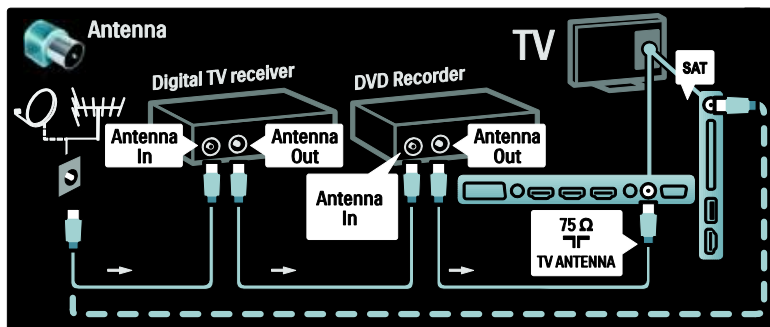 Antenna
TV
Digital TV receiver
DVD Recorder
SAT
Antenna
In
Antenna
Out
Antenna
In
Antenna
Out
75 Ω
TV ANTENNA